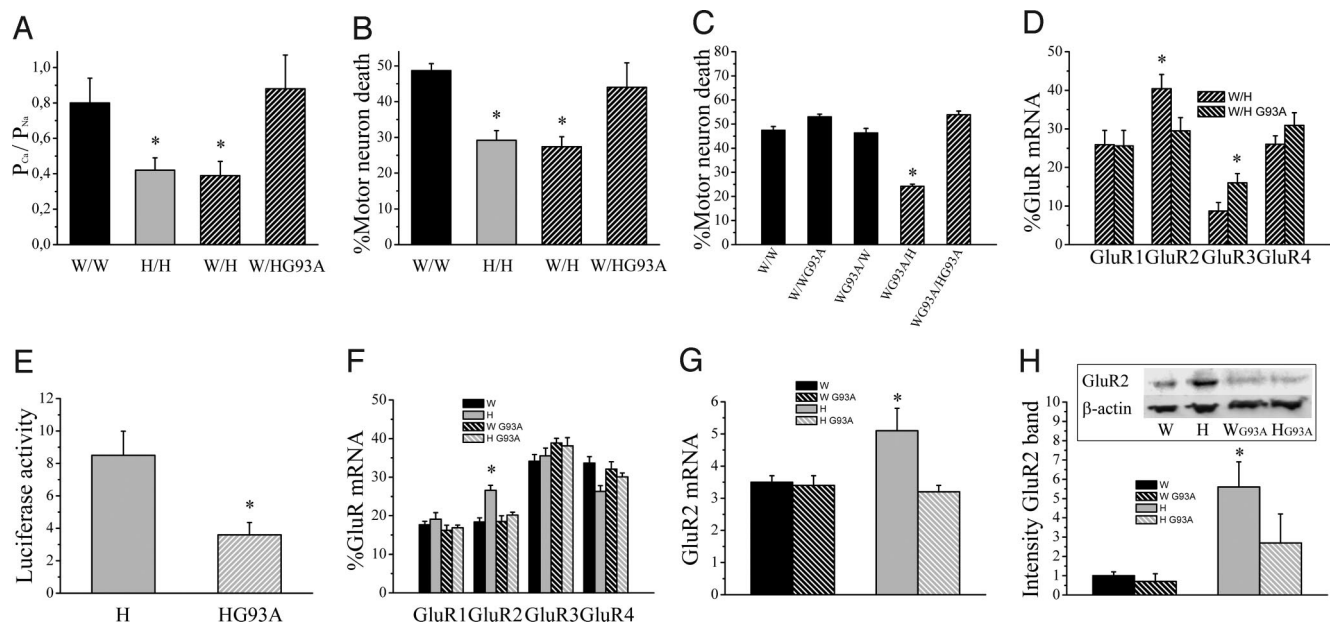 A
P_Ca / P_Na
1,0
0,8
0,6
0,4
0,2
0,0
* *
W/W H/H W/H W/HG93A
B
%Motor neuron death
50
40
30
20
10
0
* *
W/W H/H W/H W/HG93A
C
%Motor neuron death
80
70
60
50
40
30
20
10
0
*
W/W W/WG93A WG93A/W WG93A/H WG93A/HG93A
D
%GluR mRNA
50
40
30
20
10
0
* *
W/H
W/H G93A
GluR1 GluR2 GluR3 GluR4
E
Luciferase activity
12
10
8
6
4
2
0
*
H HG93A
F
%GluR mRNA
50
40
30
20
10
0
W
H
W G93A
H G93A
*
GluR1 GluR2 GluR3 GluR4
G
GluR2 mRNA
7
6
5
4
3
2
1
W
W G93A
H
H G93A
*
H
GluR2
β-actin
W H WG93A HG93A
Intensity GluR2 band
10
9
8
7
6
5
4
3
2
1
0
W
W G93A
H
H G93A
*